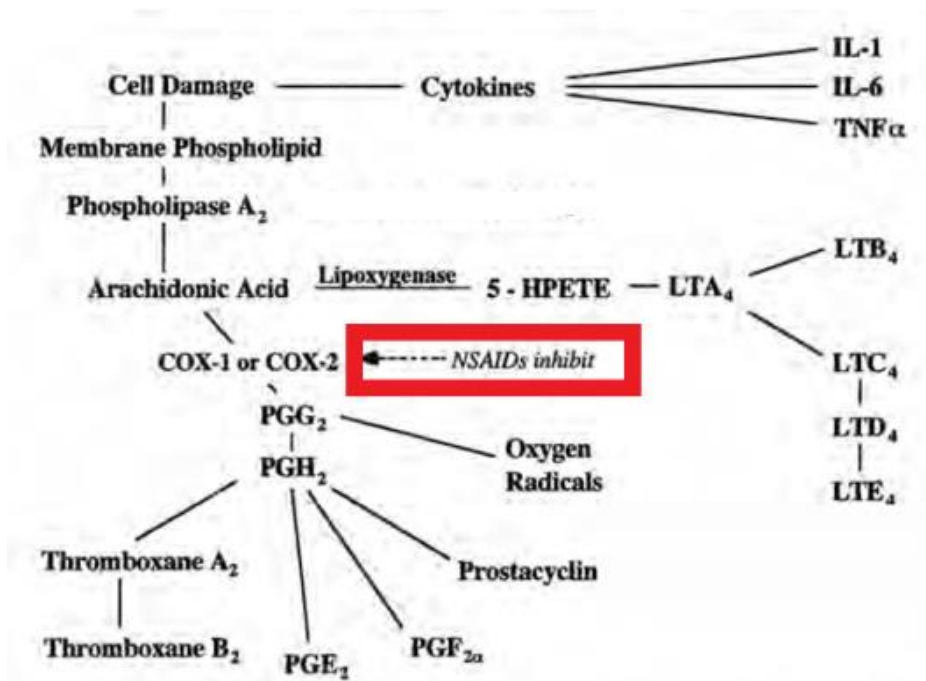 IL-1
Cell Damage Cytokines IL-6
TNFα
Membrane Phospholipid
Phospholipase A₂
LTB₄
Arachidonic Acid Lipoxygenase 5 - HPETE LTA₄
COX-1 or COX-2 NSAIDs inhibit LTC₄
PGG₂ LTD₄
Oxygen
Radicals
PGH₂
LTE₄
Thromboxane A₂ Prostacyclin
Thromboxane B₂ PGE₂ PGF₂α